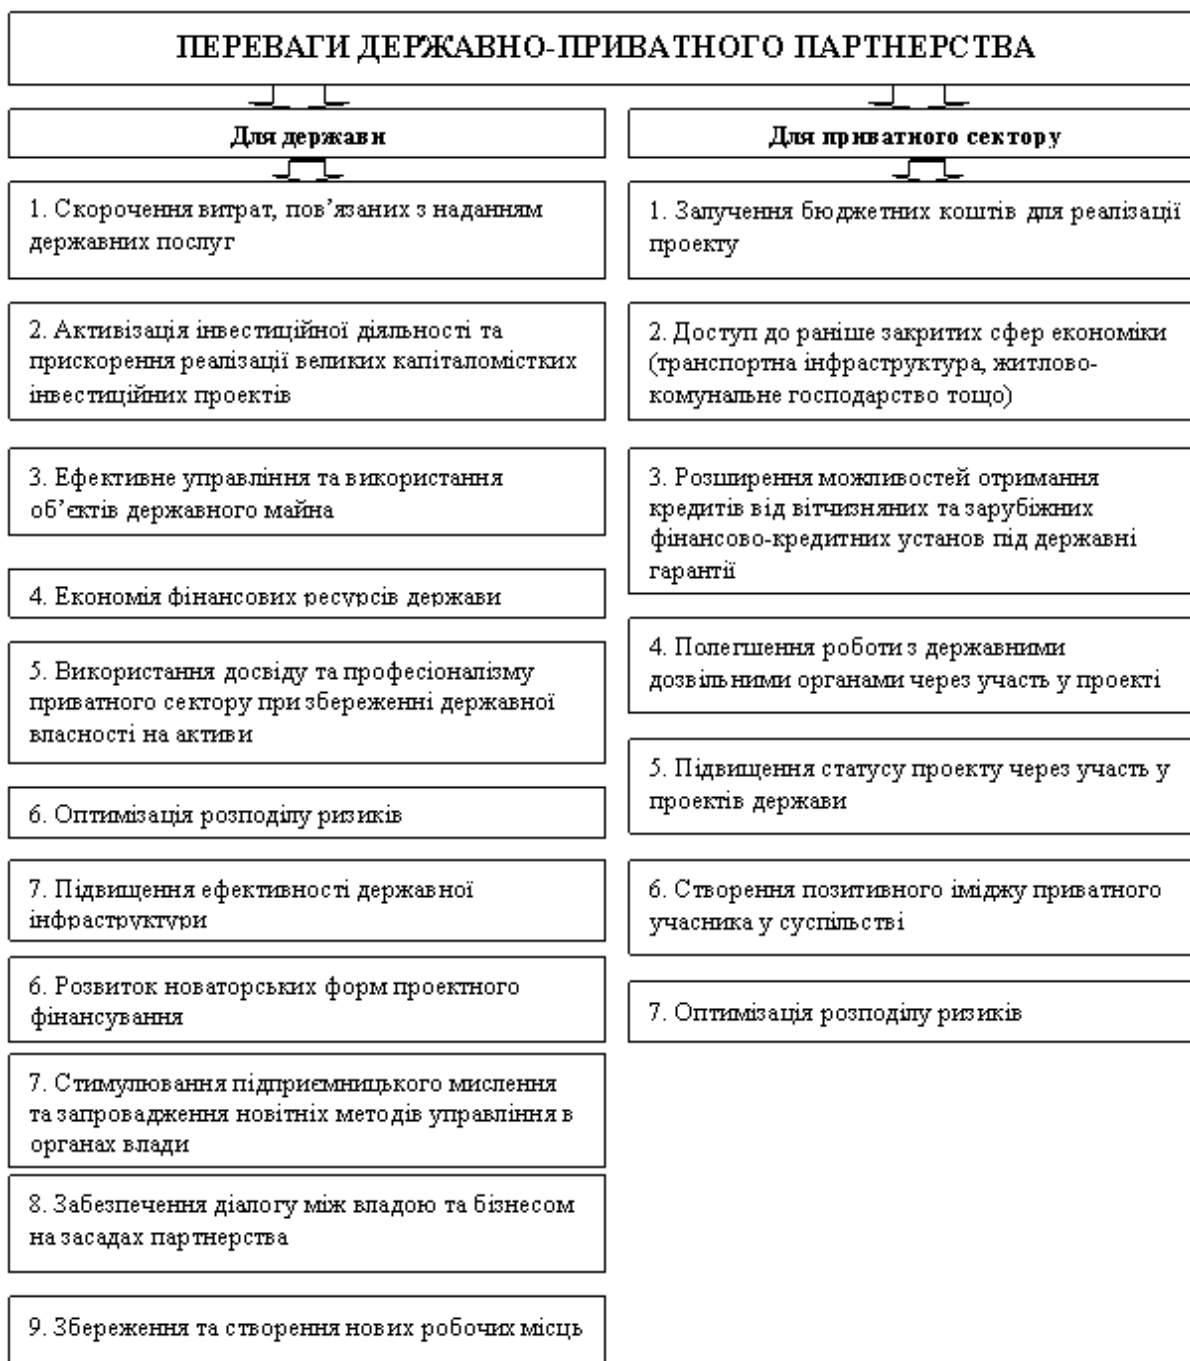 ПЕРЕВАГИ ДЕРЖАВНО-ПРИВАТНОГО ПАРТНЕРСТВА
Для держави
1. Скорочення витрат, пов’язаних з наданням
державних послуг
2. Активізація інвестиційної діяльності та
прискорення реалізації великих капіталомістких
інвестиційних проектів
3. Ефективне управління та використання
об’єктів державного майна
4. Економія фінансових ресурсів держави
5. Використання досвіду та професіоналізму
приватного сектору при збереженні державної
власності на активи
6. Оптимізація розподілу ризиків
7. Підвищення ефективності державної
інфраструктури
6. Розвиток новаторських форм проектного
фінансування
7. Стимулювання підприємницького мислення
та запровадження новітніх методів управління в
органах влади
8. Забезпечення діалогу між владою та бізнесом
на засадах партнерства
9. Збереження та створення нових робочих місць
Для приватного сектору
1. Залучення бюджетних коштів для реалізації
проекту
2. Доступ до раніше закритих сфер економіки
(транспортна інфраструктура, житлово-
комунальне господарство тощо)
3. Розширення можливостей отримання
кредитів від вітчизняних та зарубіжних
фінансово-кредитних установ під державні
гарантії
4. Полегшення роботи з державними
дозвільними органами через участь у проекті
5. Підвищення статусу проекту через участь у
проектів держави
6. Створення позитивного іміджу приватного
учасника у суспільстві
7. Оптимізація розподілу ризиків